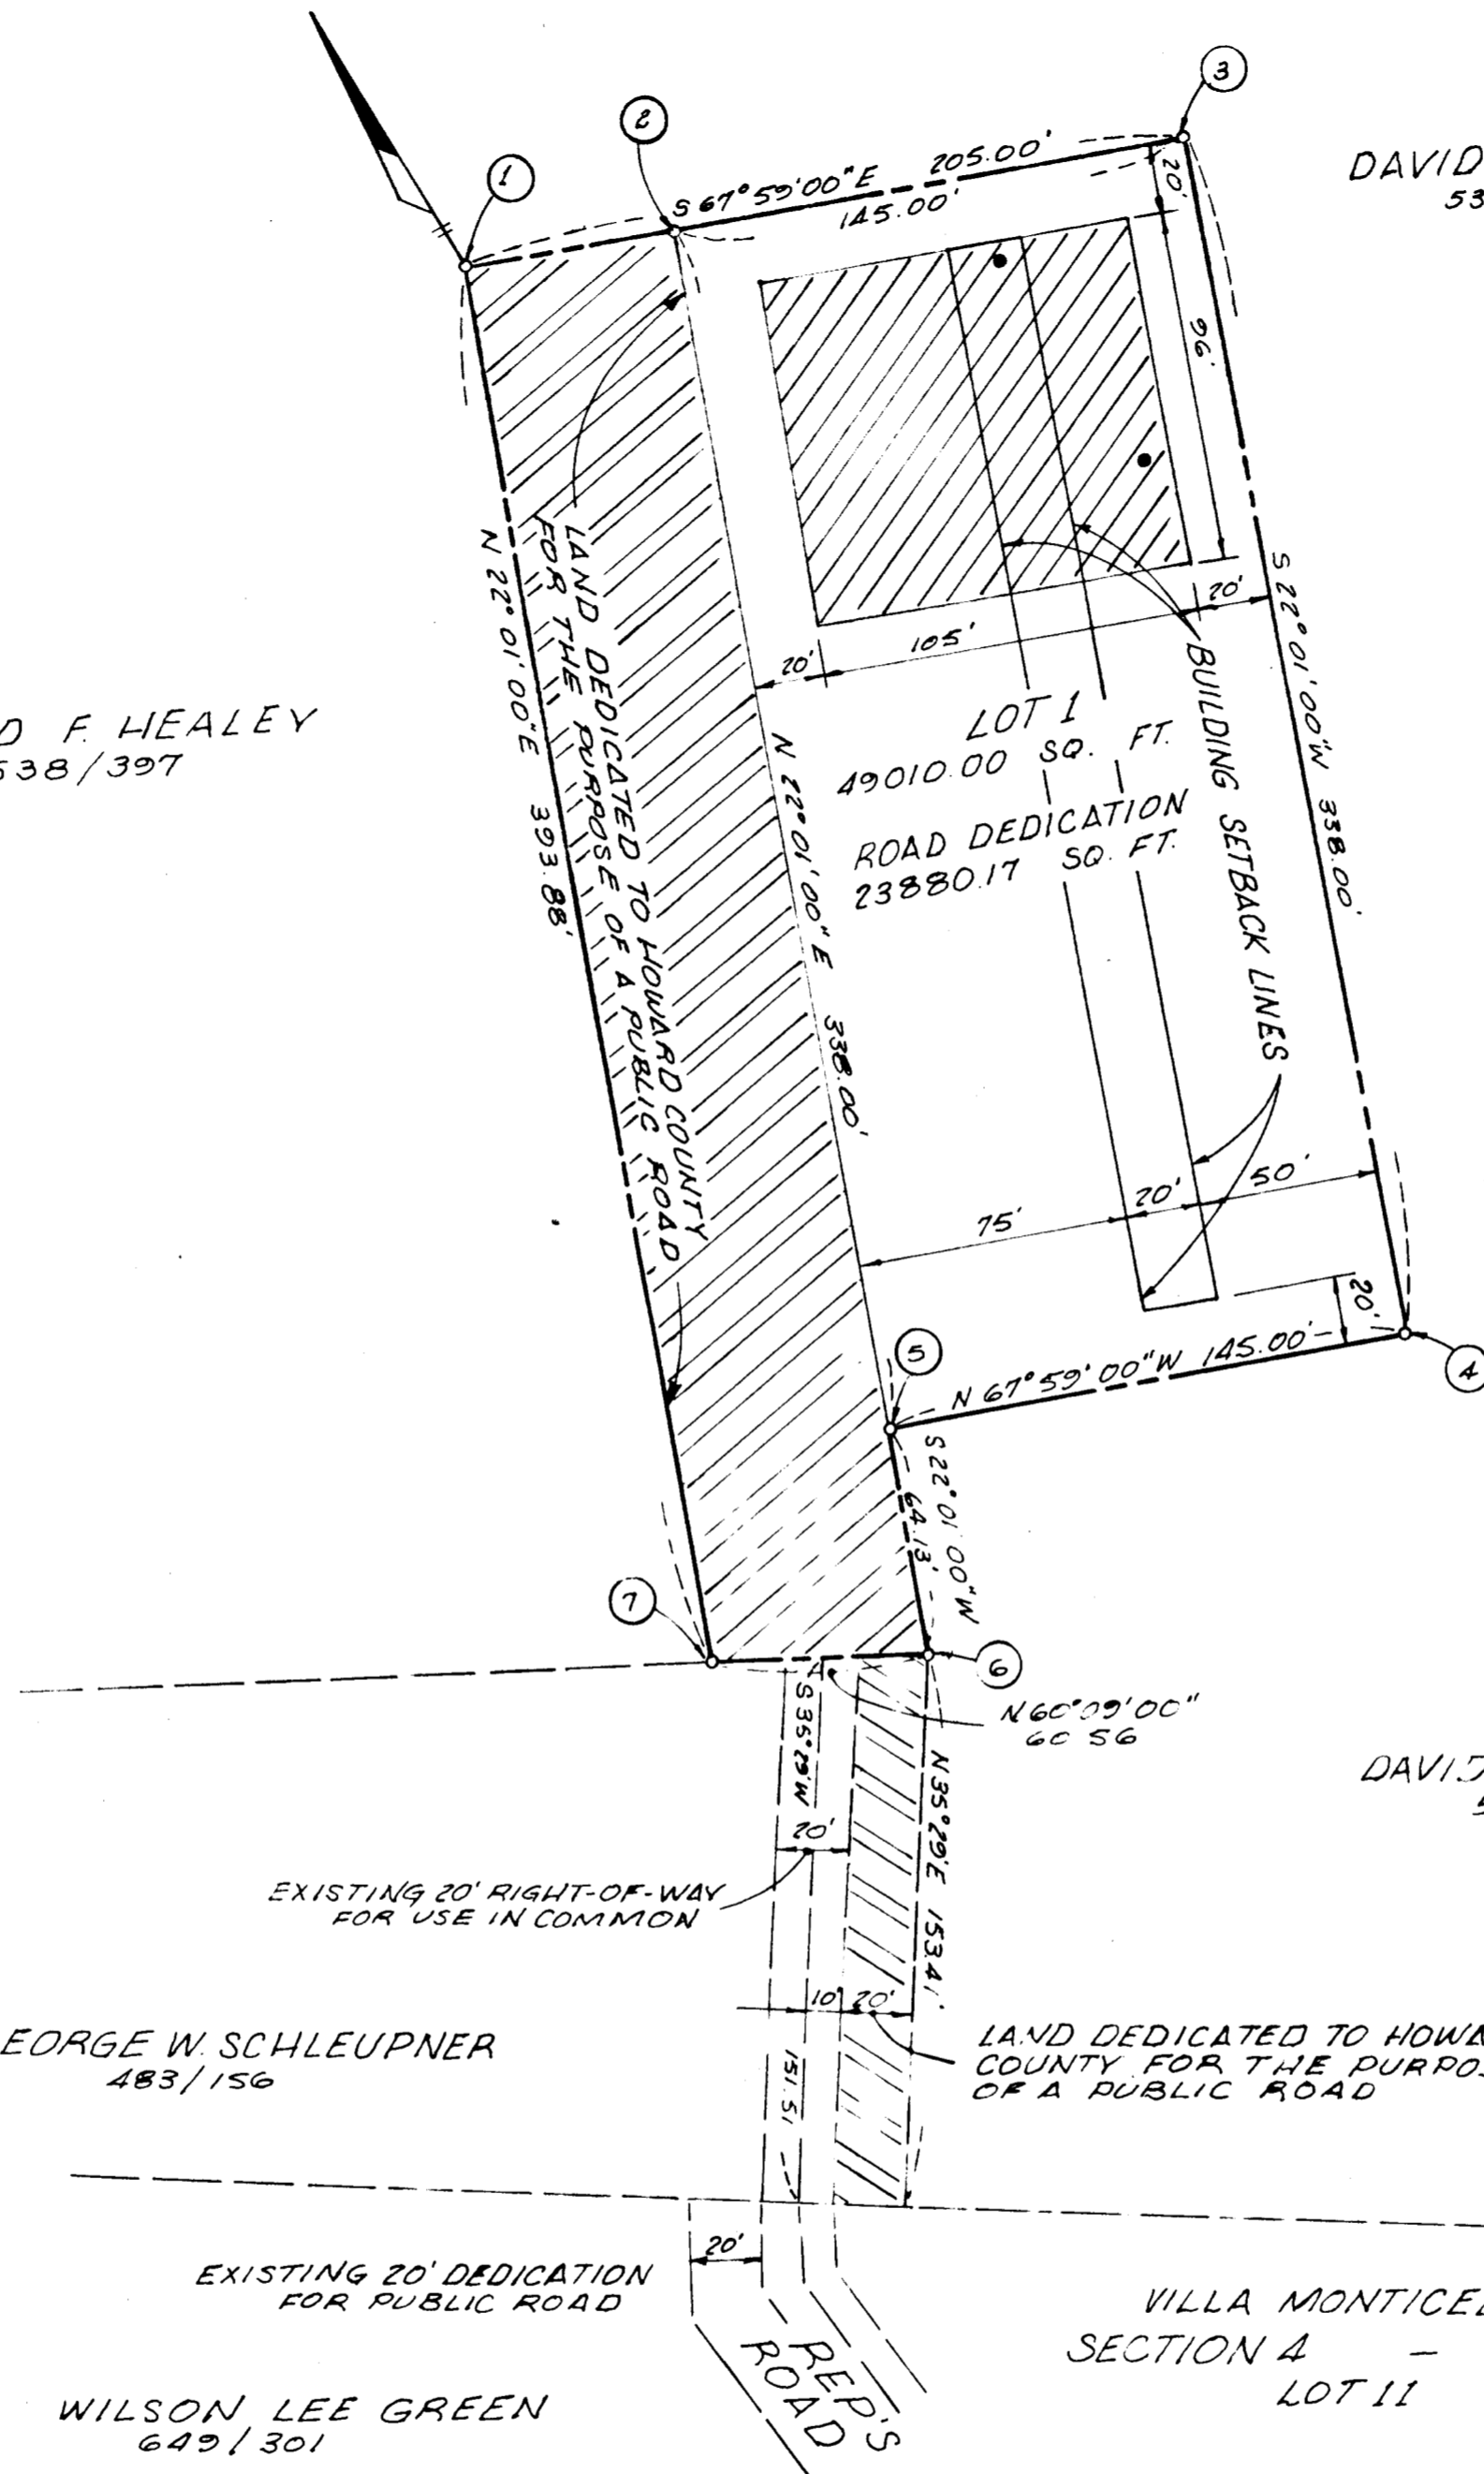 3
2
1
205.00'
S 67°59'00"E
145.00'
20'
DAVID
53
96'
S 22°01'00"W 338.00'
20'
105'
20'
N 22°01'00"E 393.88'
LAND DEDICATED TO HOWARD COUNTY
FOR THE PURPOSE OF A PUBLIC ROAD
D F. HEALEY
538/397
N 22°01'00"E 338.00'
LOT 1
49010.00 SQ. FT.
ROAD DEDICATION
23880.17 SQ. FT.
BUILDING SETBACK LINES
75'
20'
50'
20'
5
N 67°59'00"W 145.00'
4
S 22°01'00"W
64.13'
7
6
N60°09'00"
60 56
S 35°29'W
N35°29'E 153.41'
20'
EXISTING 20' RIGHT-OF-WAY
FOR USE IN COMMON
10'
20'
151.51
EORGE W. SCHLEUPNER
483/156
LAND DEDICATED TO HOWA
COUNTY FOR THE PURPOS
OF A PUBLIC ROAD
20'
EXISTING 20' DEDICATION
FOR PUBLIC ROAD
REP'S
ROAD
VILLA MONTICEL
SECTION 4 –
LOT 11
WILSON LEE GREEN
649/301